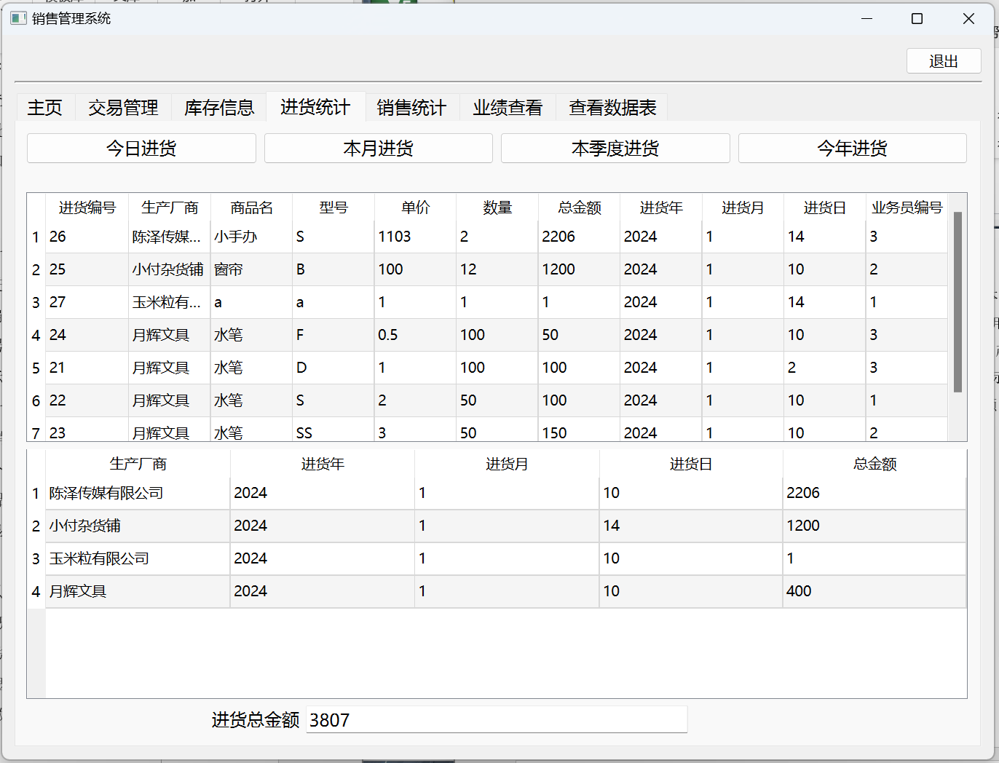 销售管理系统
退出
主页 交易管理 库存信息 进货统计 销售统计 业绩查看 查看数据表
今日进货 本月进货 本季度进货 今年进货
进货编号 生产厂商 商品名 型号 单价 数量 总金额 进货年 进货月 进货日 业务员编号
1 26 陈泽传媒... 小手办 S 1103 2 2206 2024 1 14 3
2 25 小付杂货铺 窗帘 B 100 12 1200 2024 1 10 2
3 27 玉米粒有... a a 1 1 1 2024 1 14 1
4 24 月辉文具 水笔 F 0.5 100 50 2024 1 10 3
5 21 月辉文具 水笔 D 1 100 100 2024 1 2 3
6 22 月辉文具 水笔 S 2 50 100 2024 1 10 1
7 23 月辉文具 水笔 SS 3 50 150 2024 1 10 2
生产厂商 进货年 进货月 进货日 总金额
1 陈泽传媒有限公司 2024 1 10 2206
2 小付杂货铺 2024 1 14 1200
3 玉米粒有限公司 2024 1 10 1
4 月辉文具 2024 1 10 400
进货总金额 3807